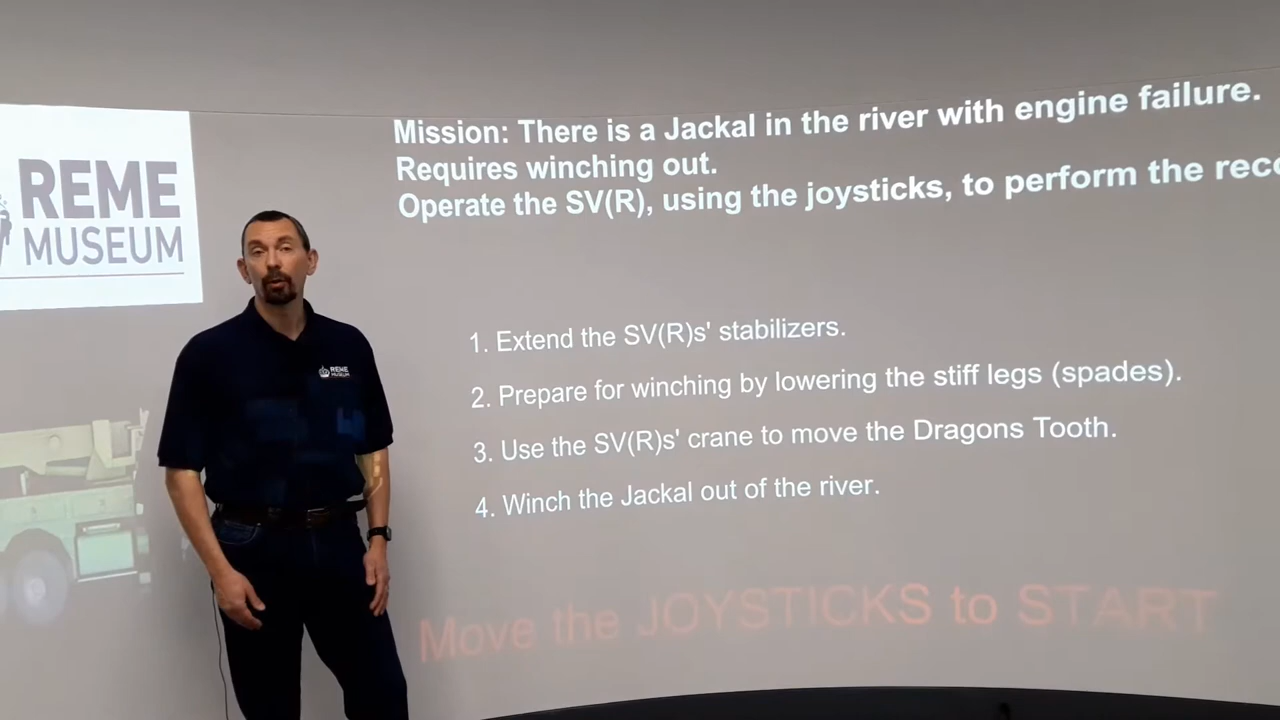 REME
MUSEUM
Mission: There is a Jackal in the river with engine failure.
Requires winching out.
Operate the SV(R), using the joysticks, to perform the
REME
MUSEUM
1. Extend the SV(R)s' stabilizers.
2. Prepare for winching by lowering the stiff legs (spades).
3. Use the SV(R)s' crane to move the Dragons Tooth.
4. Winch the Jackal out of the river.
Move the JOYSTICKS to START